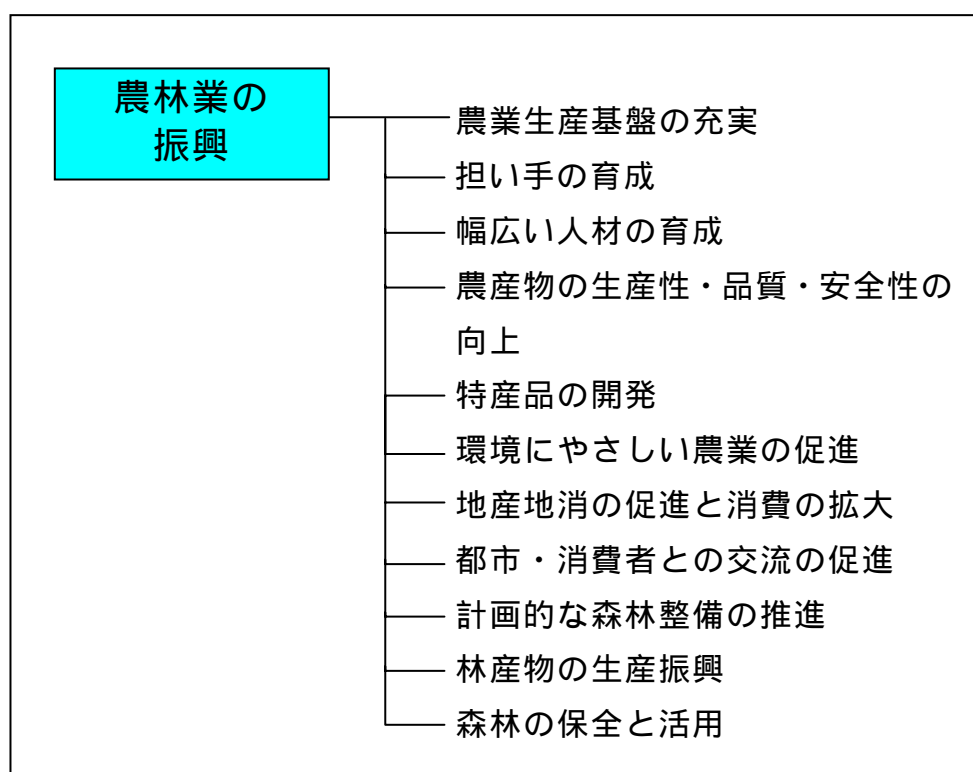 農林業の
振興
農業生産基盤の充実
担い手の育成
幅広い人材の育成
農産物の生産性・品質・安全性の
向上
特産品の開発
環境にやさしい農業の促進
地産地消の促進と消費の拡大
都市・消費者との交流の促進
計画的な森林整備の推進
林産物の生産振興
森林の保全と活用